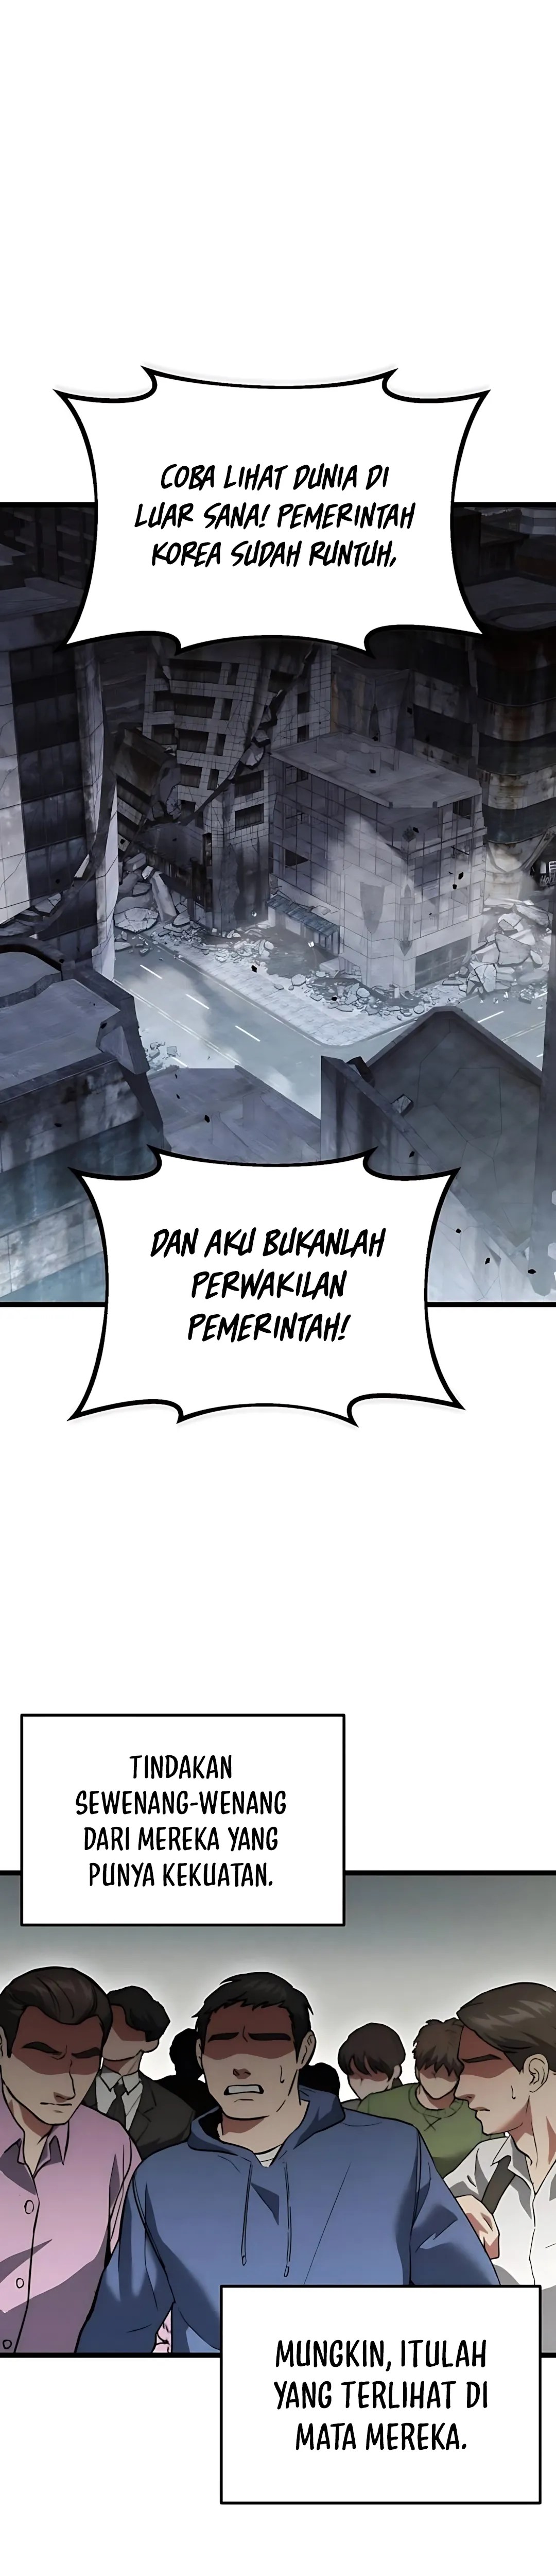 COBA LIHAT DUNIA DI
LUAR SANA! PEMERINTAH
KOREA SUDAH RUNTUH,
DAN AKU BUKANLAH
PERWAKILAN
PEMERINTAH!
TINDAKAN
SEWENANG-WENANG
DARI MEREKA YANG
PUNYA KEKUATAN.
MUNGKIN, ITULAH
YANG TERLIHAT DI
MATA MEREKA.